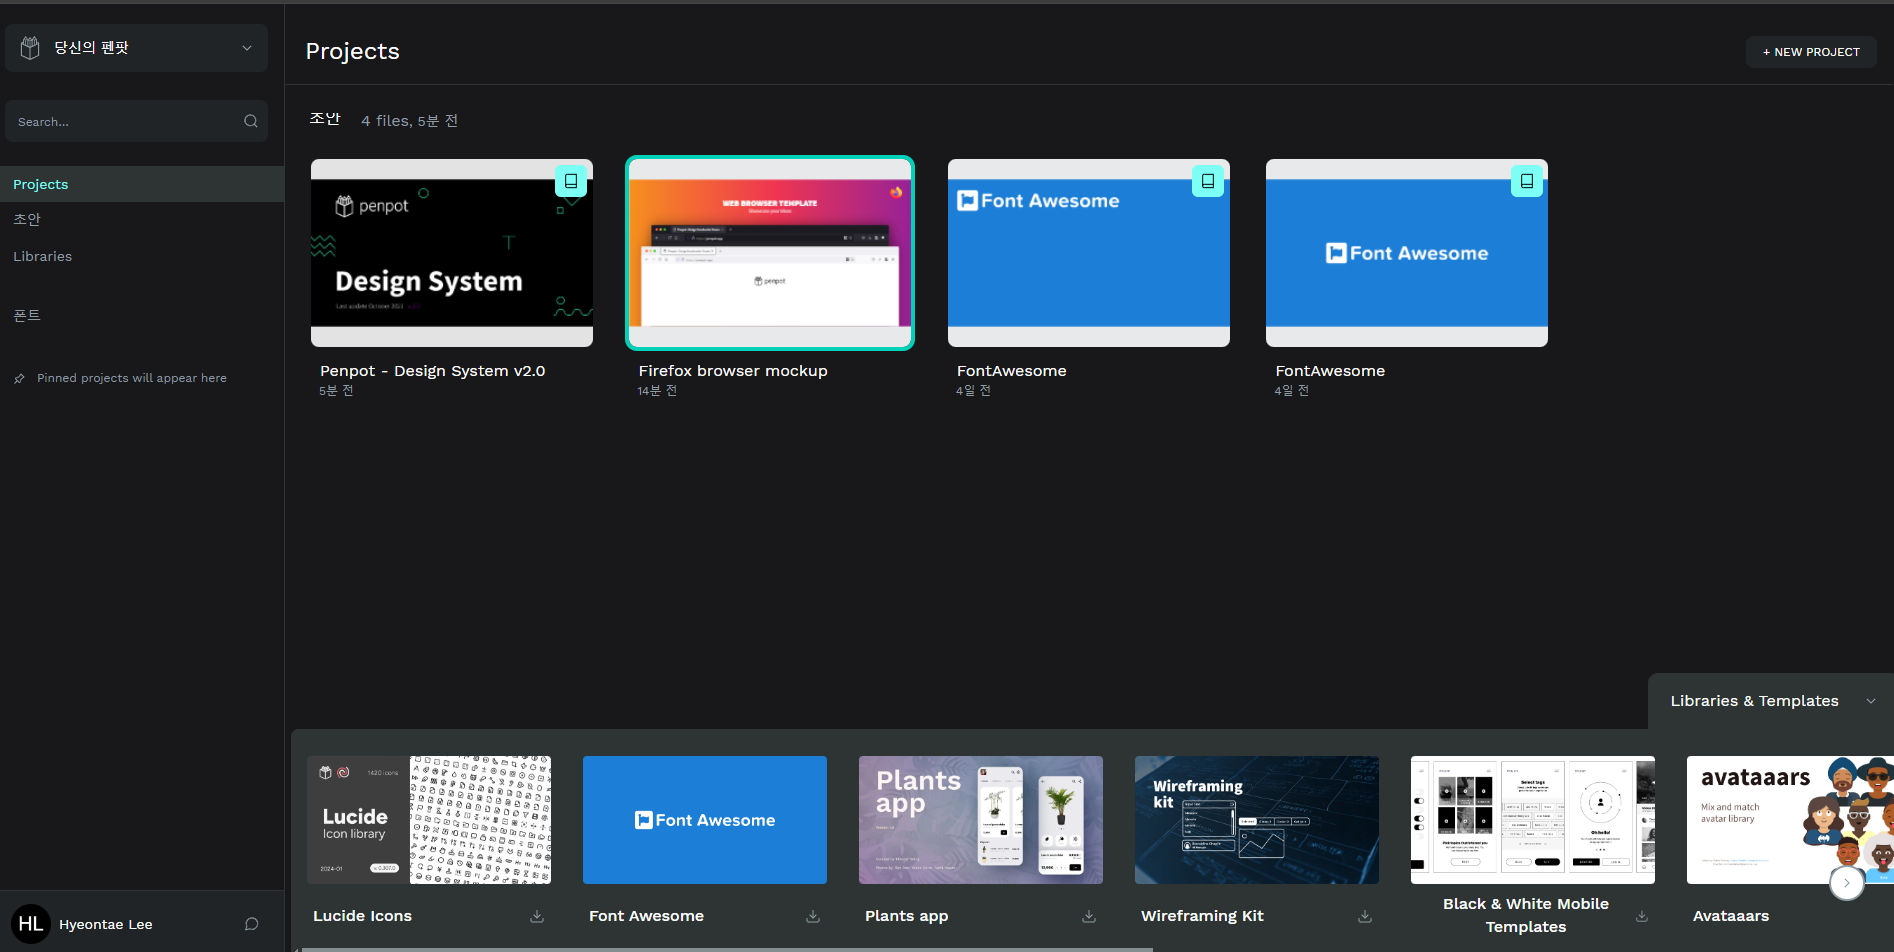 당신의 펜팟
Search...
Projects
초안
Libraries
폰트
Pinned projects will appear here
HL Hyeontae Lee
Projects
+ NEW PROJECT
초안 4 files, 5분 전
penpot
Design System
Last update October 2023
Penpot - Design System v2.0
5분 전
WEB BROWSER TEMPLATE
penpot
Firefox browser mockup
14분 전
Font Awesome
FontAwesome
4일 전
Font Awesome
FontAwesome
4일 전
Libraries & Templates
1420 icons
Lucide
Icon library
2024-01
Lucide Icons
Font Awesome
Font Awesome
Plants
app
Plants app
Wireframing
kit
Wireframing Kit
Select tags
Black & White Mobile
Templates
avataaars
Mix and match
avatar library
Avataaars